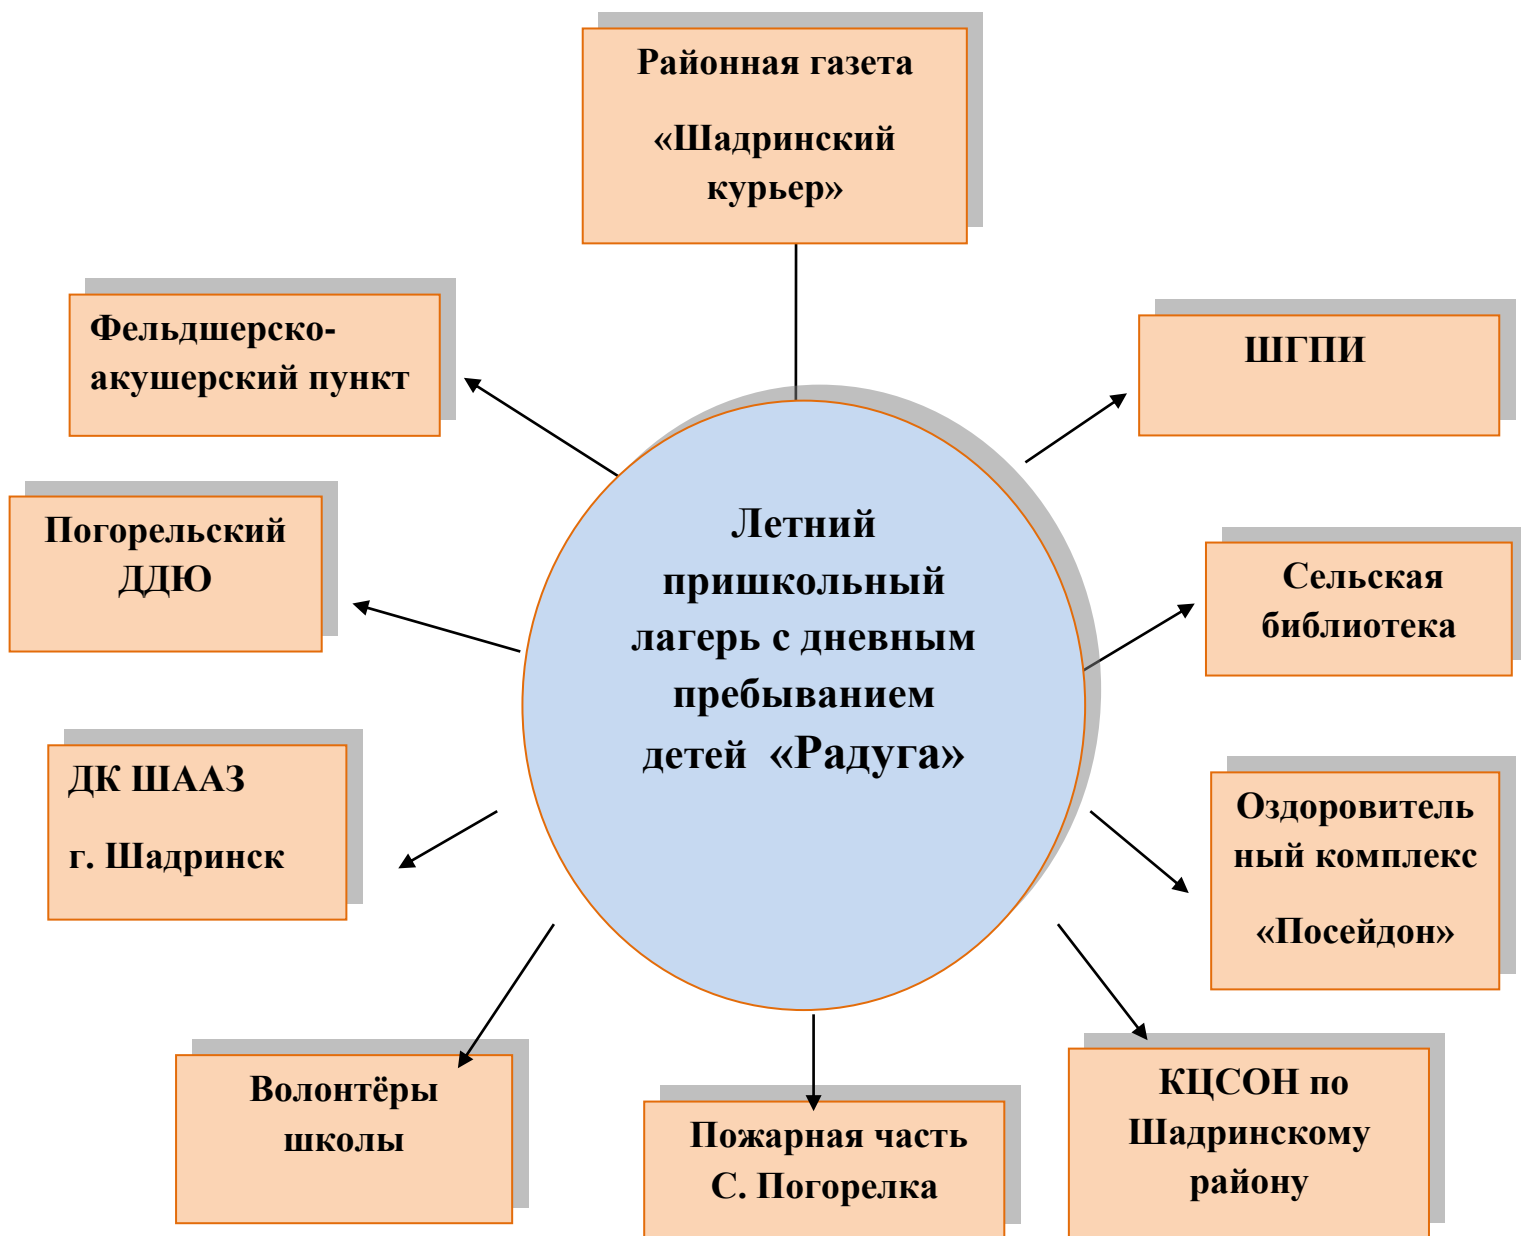 Районная газета
«Шадринский
курьер»
Фельдшерско-
акушерский пункт
ШГПИ
Погорельский
ДДЮ
Летний
пришкольный
лагерь с дневным
пребыванием
детей «Радуга»
Сельская
библиотека
ДК ШААЗ
г. Шадринск
Оздоровитель
ный комплекс
«Посейдон»
Волонтёры
школы
Пожарная часть
С. Погорелка
КЦСОН по
Шадринскому
району